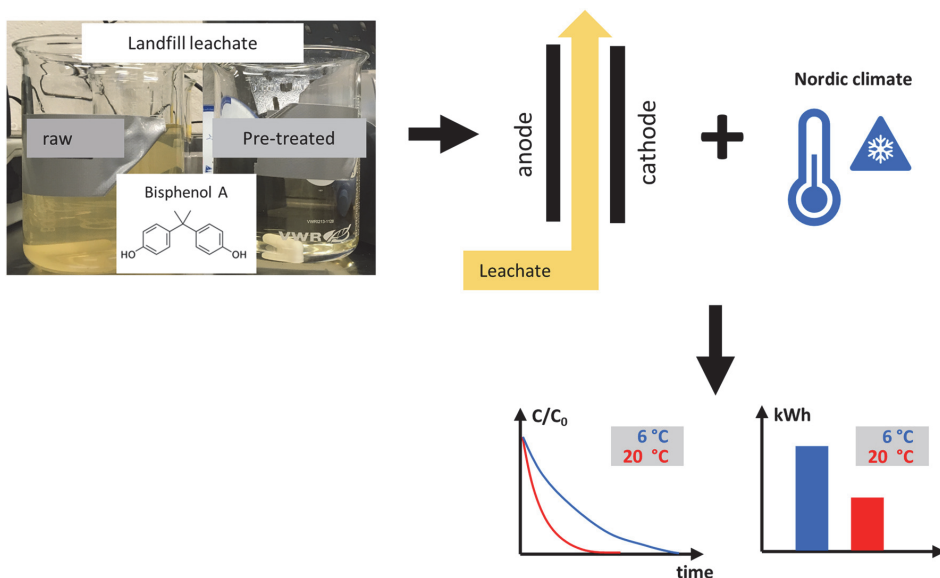 Landfill leachate
raw
Pre-treated
Bisphenol A
HO
OH
VWR
anode
cathode
Leachate
Nordic climate
C/C₀
6 °C
20 °C
time
kWh
6 °C
20 °C